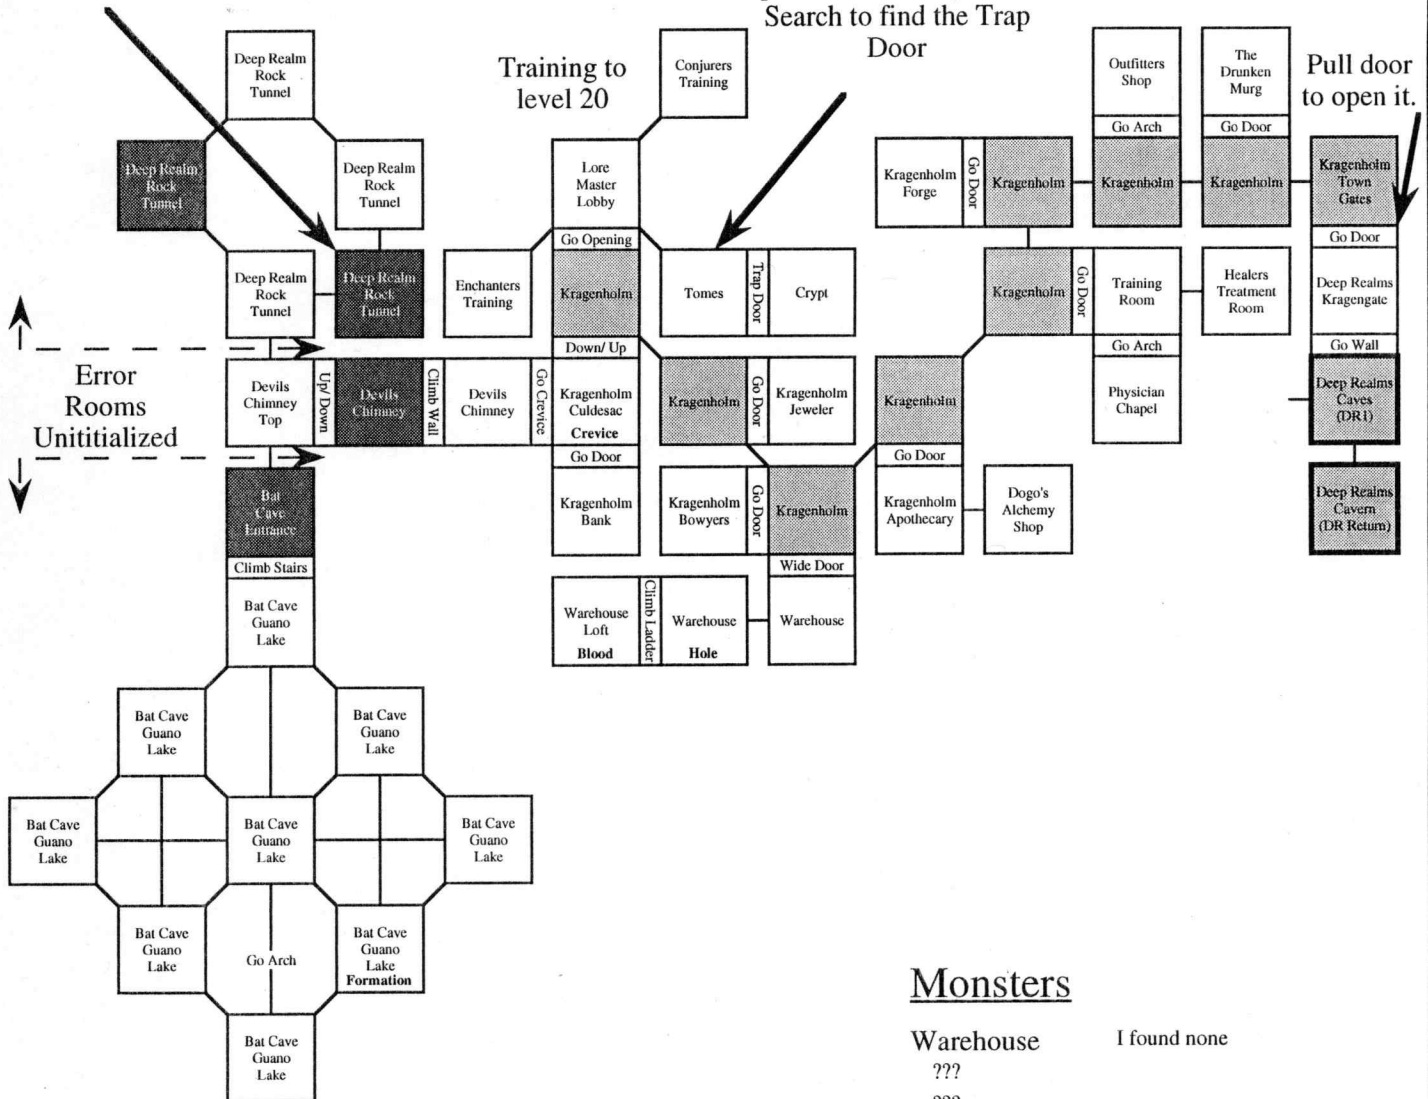 Search to find the Trap
Door
Training to
level 20
Pull door
to open it.
Deep Realm
Rock
Tunnel
Conjurers
Training
Outfitters
Shop
Go Arch
The
Drunken
Murg
Go Door
Deep Realm
Rock
Tunnel
Deep Realm
Rock
Tunnel
Lore
Master
Lobby
Go Opening
Kragenholm
Forge
Go Door
Kragenholm
Kragenholm
Kragenholm
Kragenholm
Town
Gates
Go Door
Deep Realm
Rock
Tunnel
Deep Realm
Rock
Tunnel
Enchanters
Training
Kragenholm
Down/ Up
Tomes
Trap Door
Crypt
Kragenholm
Go Door
Training
Room
Go Arch
Healers
Treatment
Room
Deep Realms
Kragengate
Go Wall
Error
Rooms
Unititialized
Devils
Chimney
Top
Up/ Down
Devils
Chimney
Climb Wall
Devils
Chimney
Go Crevice
Kragenholm
Culdesac
Crevice
Go Door
Kragenholm
Go Door
Kragenholm
Jeweler
Kragenholm
Go Door
Physician
Chapel
Deep Realms
Caves
(DR1)
Bat
Cave
Entrance
Climb Stairs
Kragenholm
Bank
Kragenholm
Bowyers
Go Door
Kragenholm
Wide Door
Kragenholm
Apothecary
Dogo's
Alchemy
Shop
Deep Realms
Cavern
(DR Return)
Bat Cave
Guano
Lake
Warehouse
Loft
Blood
Climb Ladder
Warehouse
Hole
Warehouse
Bat Cave
Guano
Lake
Bat Cave
Guano
Lake
Bat Cave
Guano
Lake
Bat Cave
Guano
Lake
Bat Cave
Guano
Lake
Bat Cave
Guano
Lake
Go Arch
Bat Cave
Guano
Lake
Formation
Bat Cave
Guano
Lake
Monsters
Warehouse
I found none
???